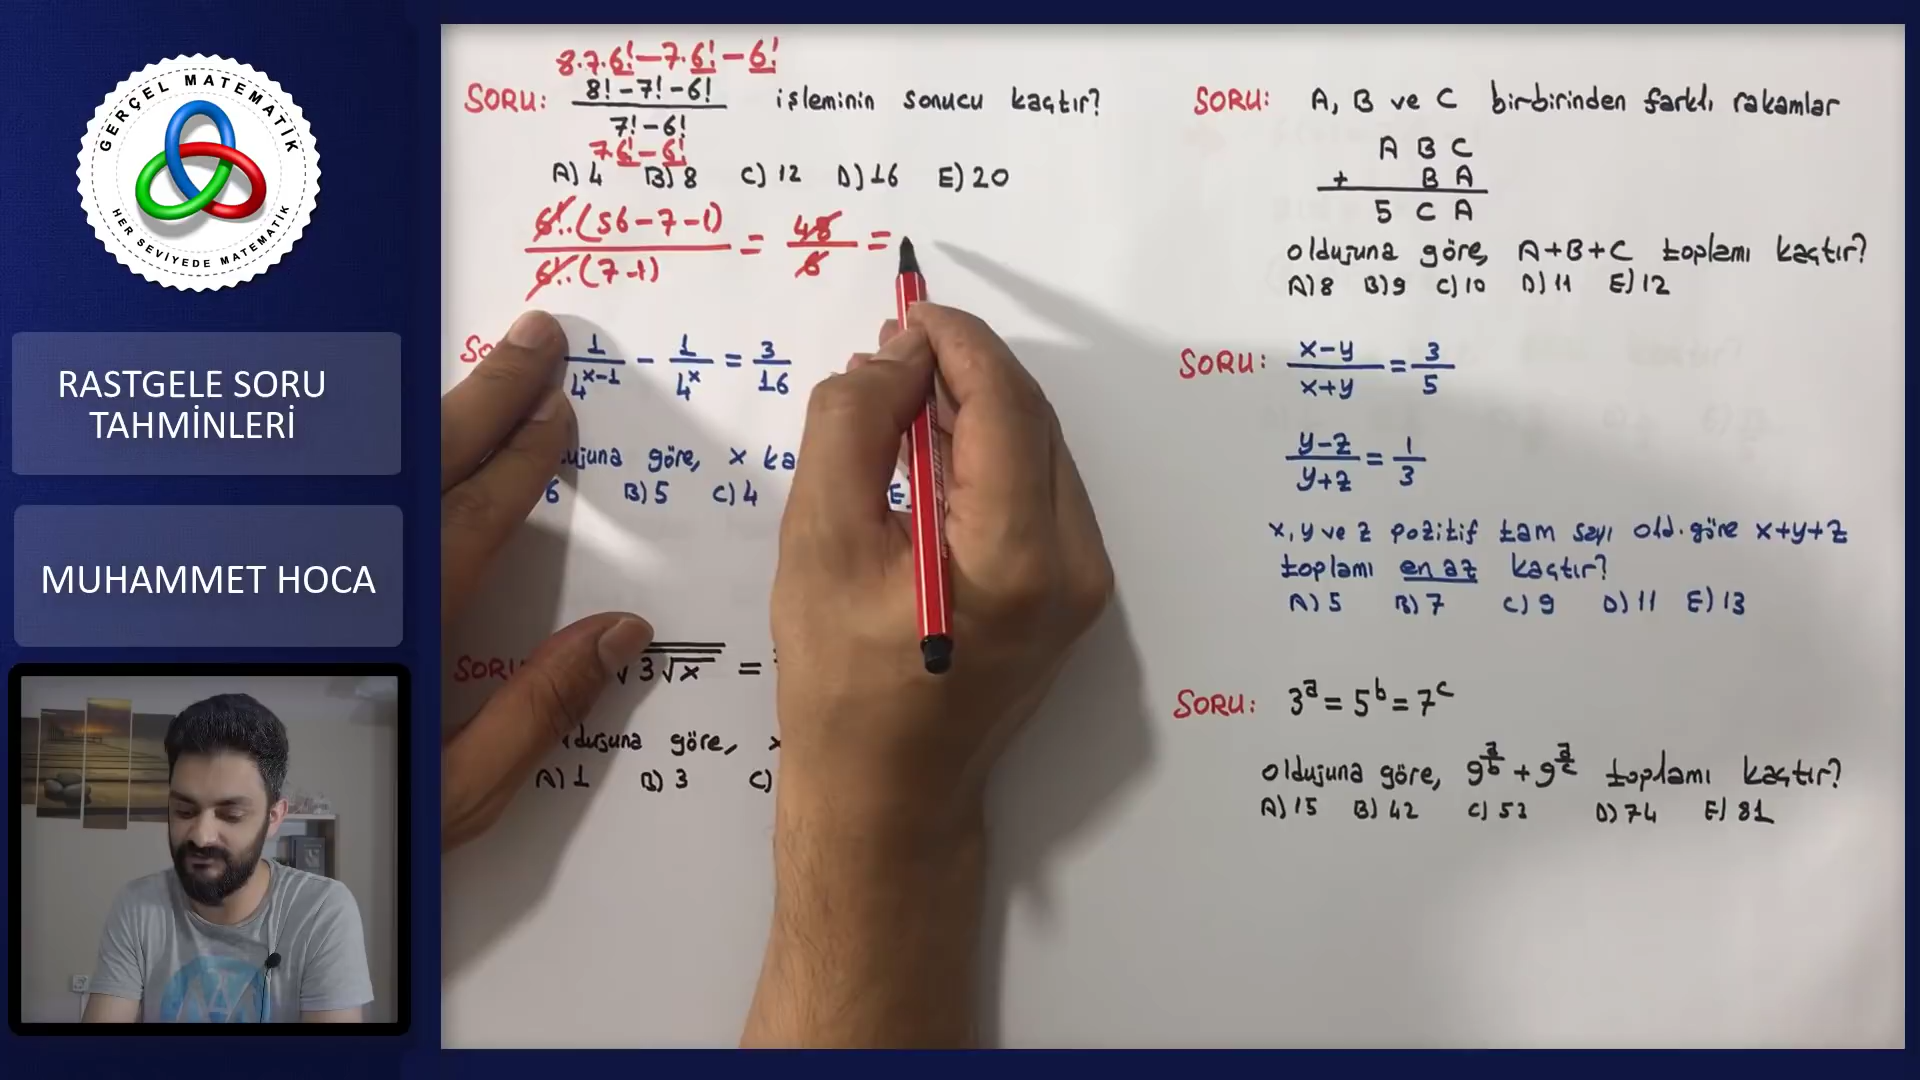 GERÇEL MATEMATİK
HER SEVİYEDE MATEMATİK
RASTGELE SORU
TAHMİNLERİ
MUHAMMET HOCA
8.7.6! - 7.6! - 6!
SORU: 8! - 7! - 6! / 7! - 6! işleminin sonucu kaçtır?
7.6! - 6!
A) 4 B) 8 C) 12 D) 16 E) 20
6!.(56-7-1) / 6!.(7-1) = 48 / 6 =
1 / 4^x-1 - 1 / 4^x = 3 / 16
göre, x
6 B) 5 C) 4 E)
√3√x =
göre, x
A) 1 B) 3 C)
SORU: A, B ve C birbirinden farklı rakamlar
A B C
+ B A
5 C A
olduğuna göre, A+B+C toplamı kaçtır?
A) 8 B) 9 C) 10 D) 11 E) 12
SORU: x-y / x+y = 3 / 5
y-z / y+z = 1 / 3
x, y ve z pozitif tam sayı old. göre x+y+z
toplamı en az kaçtır?
A) 5 B) 7 C) 9 D) 11 E) 13
SORU: 3^a = 5^b = 7^c
olduğuna göre, 9^a/b + 9^a/c toplamı kaçtır?
A) 15 B) 42 C) 53 D) 74 E) 81